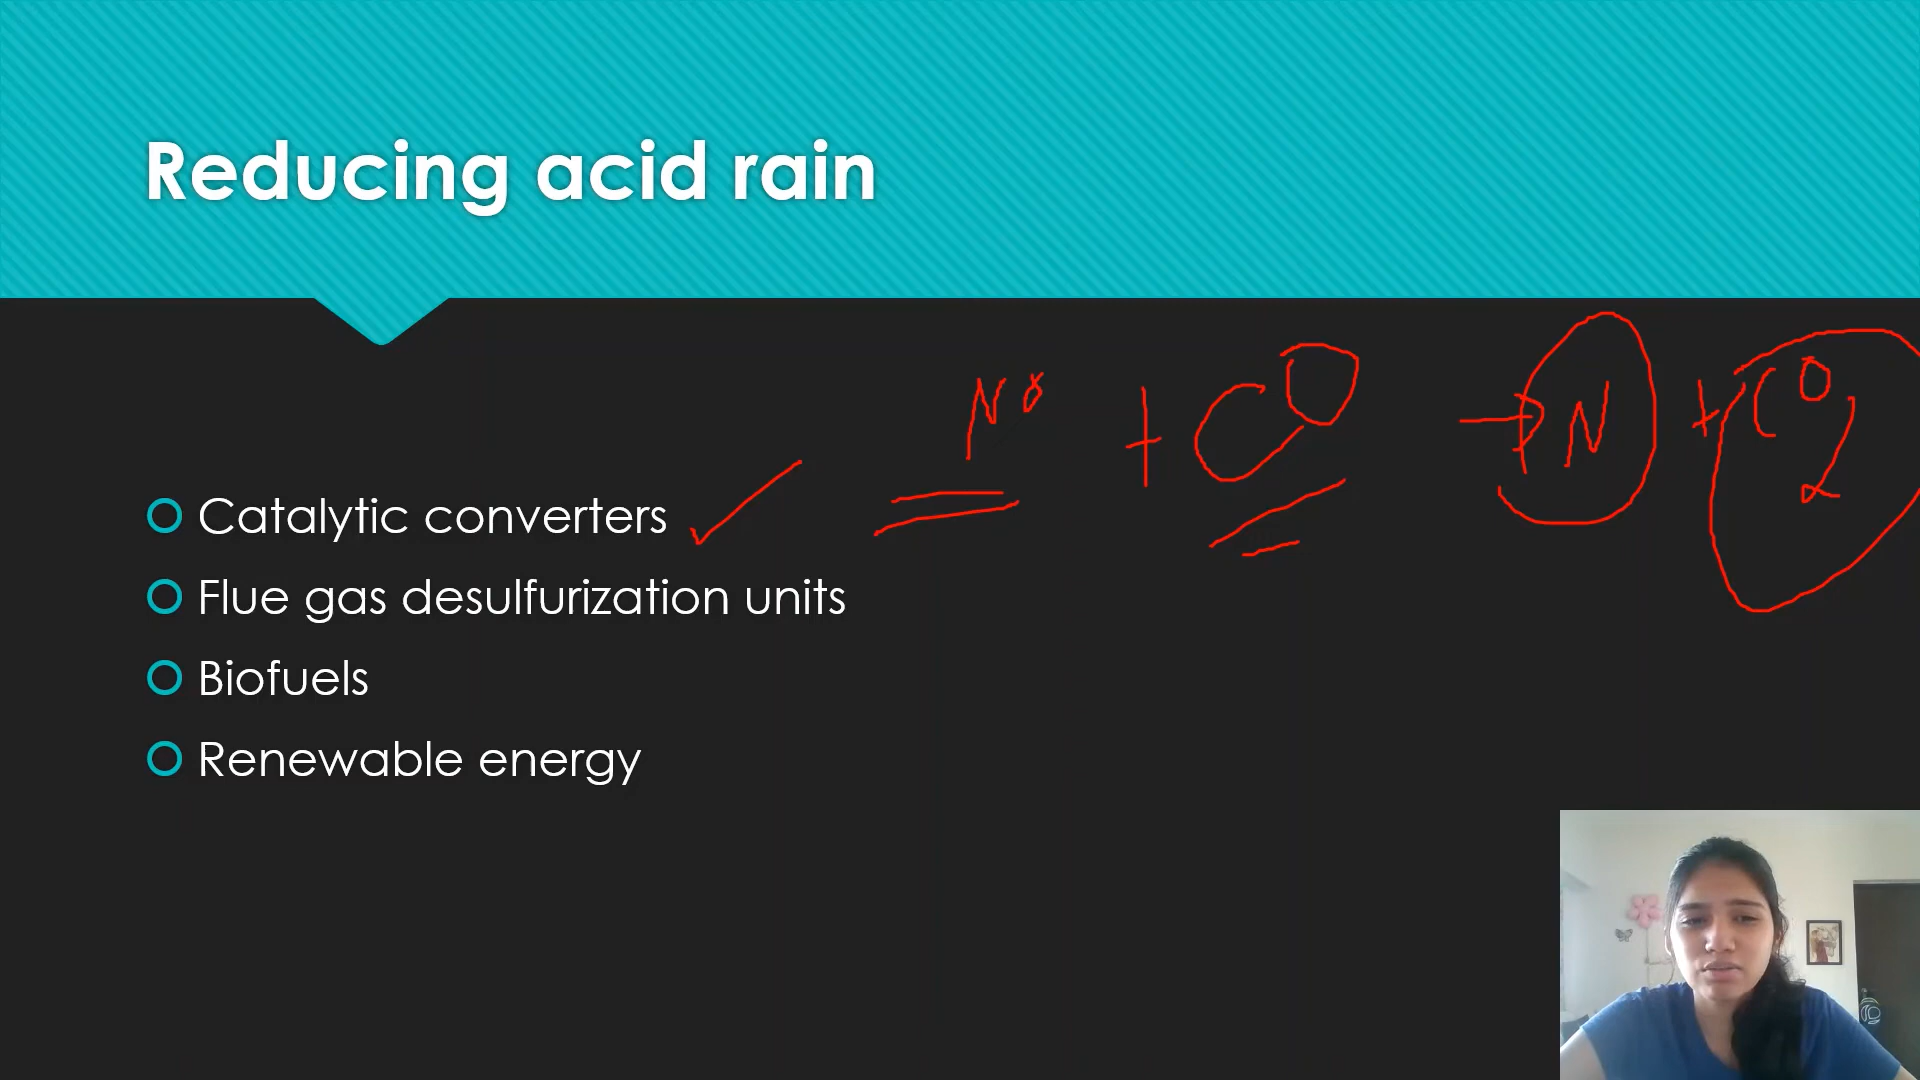 Reducing acid rain
NO + CO → N + CO2
Catalytic converters
Flue gas desulfurization units
Biofuels
Renewable energy